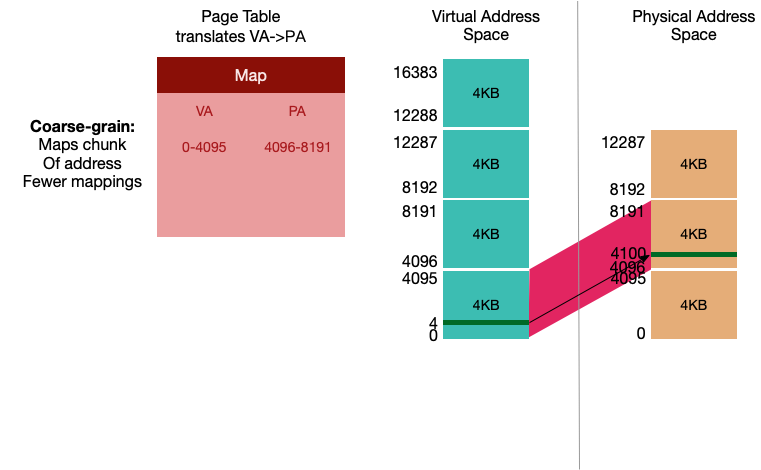 Page Table
translates VA->PA
Map
VA PA
0-4095 4096-8191
Coarse-grain:
Maps chunk
Of address
Fewer mappings
Virtual Address
Space
16383
4KB
12288
12287
4KB
8192
8191
4KB
4096
4095
4KB
4
0
Physical Address
Space
12287
4KB
8192
8191
4KB
4100
4096
4095
4KB
0